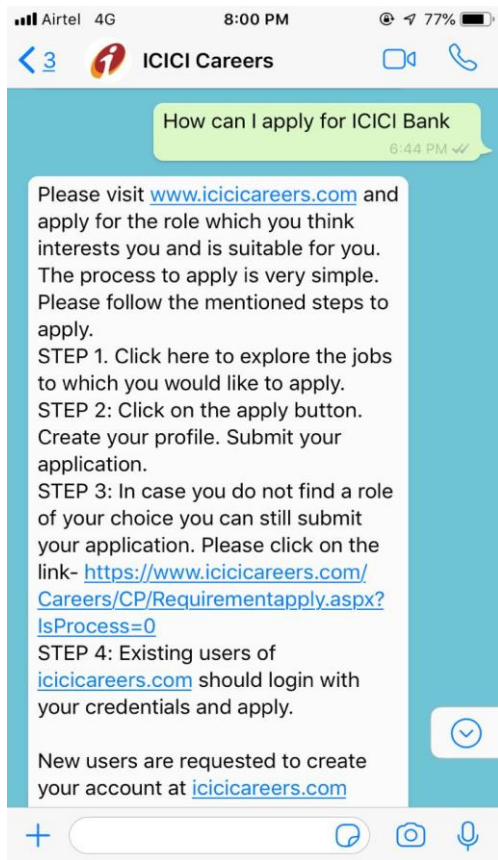 Airtel 4G 8:00 PM 77%
3 ICICI Careers
How can I apply for ICICI Bank
6:44 PM
Please visit www.icicicareers.com and
apply for the role which you think
interests you and is suitable for you.
The process to apply is very simple.
Please follow the mentioned steps to
apply.
STEP 1. Click here to explore the jobs
to which you would like to apply.
STEP 2: Click on the apply button.
Create your profile. Submit your
application.
STEP 3: In case you do not find a role
of your choice you can still submit
your application. Please click on the
link- https://www.icicicareers.com/
Careers/CP/Requirementapply.aspx?
IsProcess=0
STEP 4: Existing users of
icicicareers.com should login with
your credentials and apply.
New users are requested to create
your account at icicicareers.com